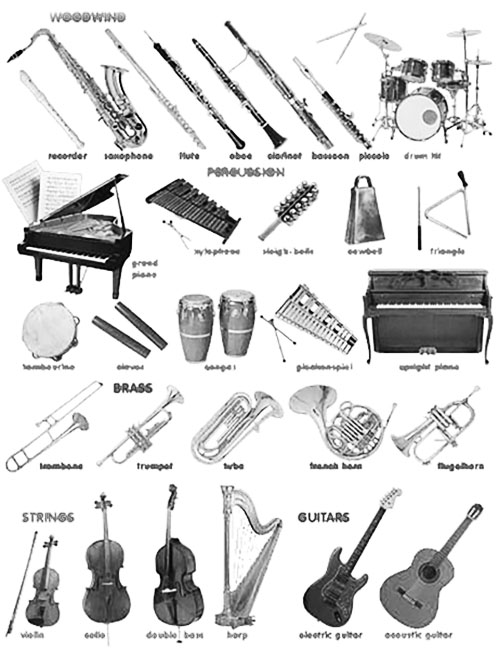 WOODWIND
recorder saxophone flute oboe clarinet bassoon piccolo drum kit
PERCUSSION
grand piano
xylophone sleigh-bells cowbell triangle
tambourine claves congas glockenspiel upright piano
BRASS
trombone trumpet tuba french horn flugelhorn
STRINGS GUITARS
violin cello double bass harp electric guitar acoustic guitar